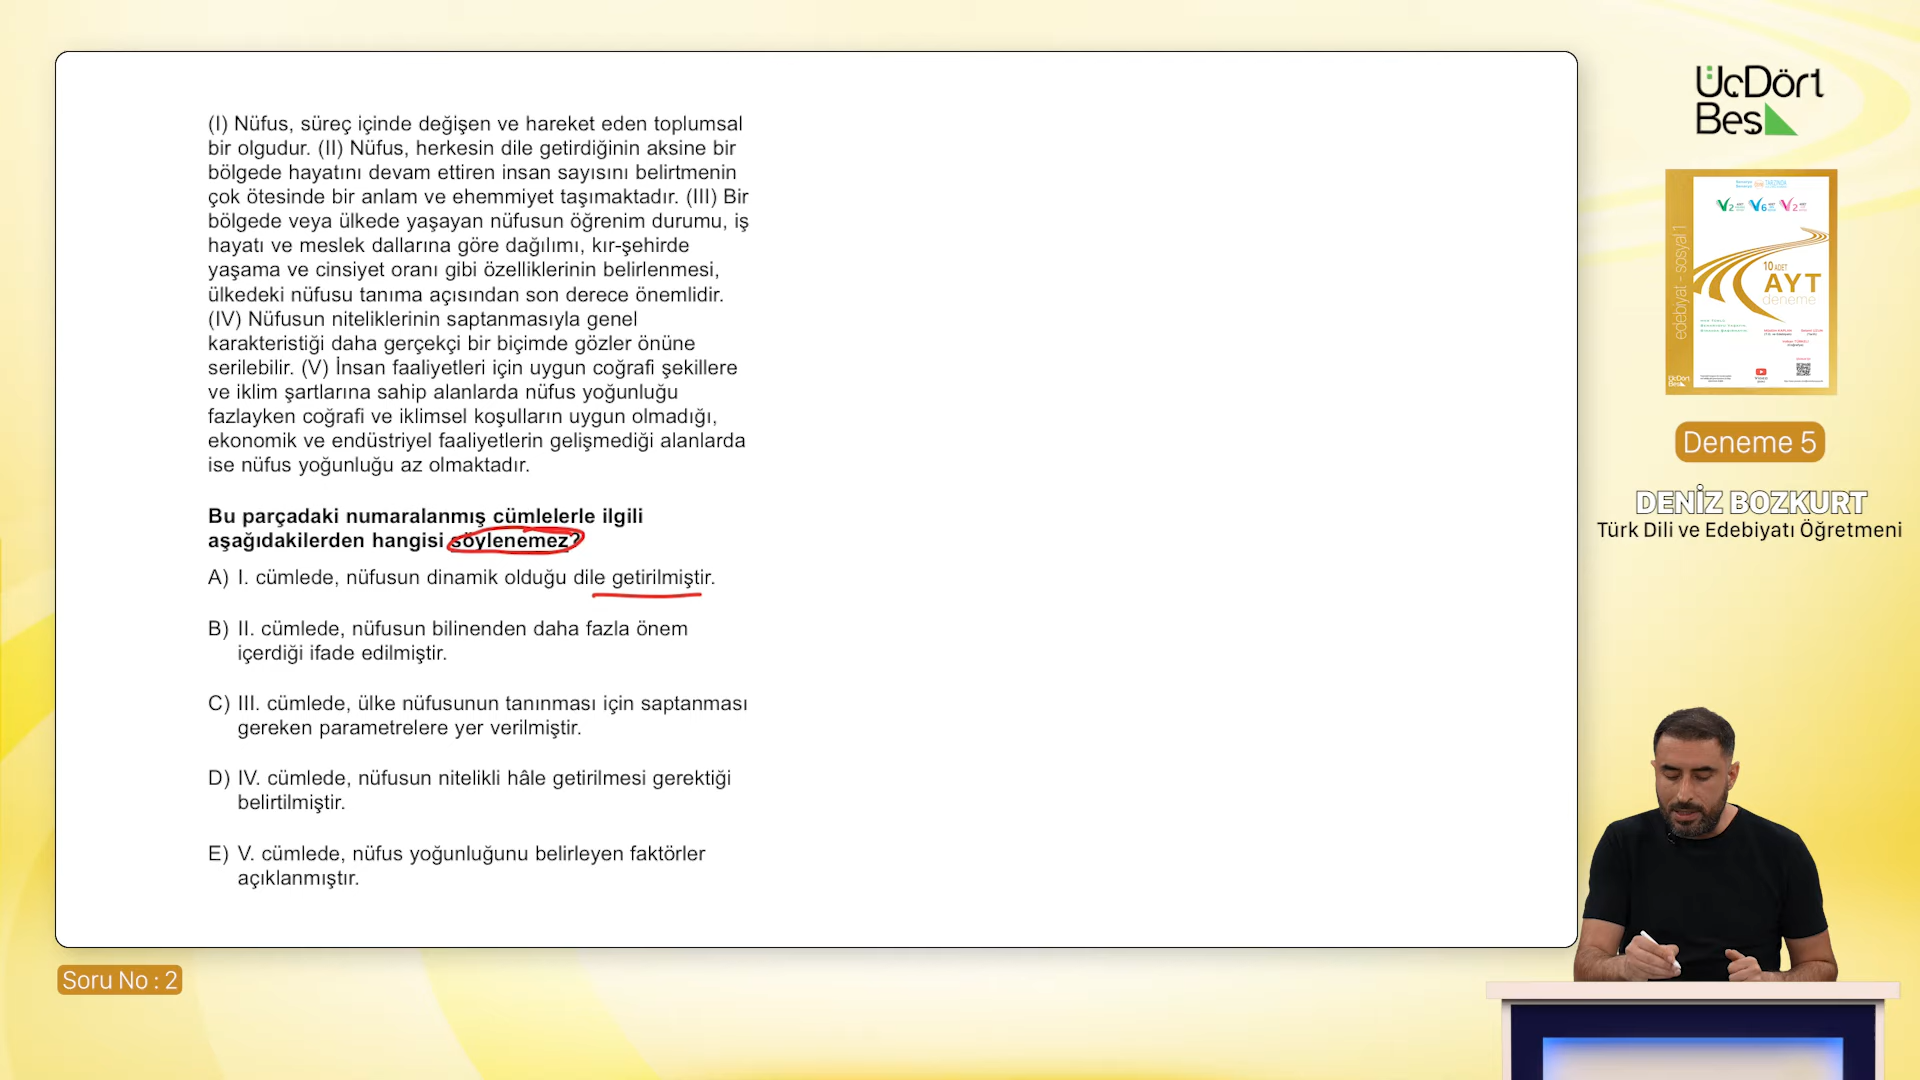 (I) Nüfus, süreç içinde değişen ve hareket eden toplumsal
bir olgudur. (II) Nüfus, herkesin dile getirdiğinin aksine bir
bölgede hayatını devam ettiren insan sayısını belirtmenin
çok ötesinde bir anlam ve ehemmiyet taşımaktadır. (III) Bir
bölgede veya ülkede yaşayan nüfusun öğrenim durumu, iş
hayatı ve meslek dallarına göre dağılımı, kır-şehirde
yaşama ve cinsiyet oranı gibi özelliklerinin belirlenmesi,
ülkedeki nüfusu tanıma açısından son derece önemlidir.
(IV) Nüfusun niteliklerinin saptanmasıyla genel
karakteristiği daha gerçekçi bir biçimde gözler önüne
serilebilir. (V) İnsan faaliyetleri için uygun coğrafi şekillere
ve iklim şartlarına sahip alanlarda nüfus yoğunluğu
fazlayken coğrafi ve iklimsel koşulların uygun olmadığı,
ekonomik ve endüstriyel faaliyetlerin gelişmediği alanlarda
ise nüfus yoğunluğu az olmaktadır.
Bu parçadaki numaralanmış cümlelerle ilgili
aşağıdakilerden hangisi söylenemez?
A) I. cümlede, nüfusun dinamik olduğu dile getirilmiştir.
B) II. cümlede, nüfusun bilinenden daha fazla önem
içerdiği ifade edilmiştir.
C) III. cümlede, ülke nüfusunun tanınması için saptanması
gereken parametrelere yer verilmiştir.
D) IV. cümlede, nüfusun nitelikli hâle getirilmesi gerektiği
belirtilmiştir.
E) V. cümlede, nüfus yoğunluğunu belirleyen faktörler
açıklanmıştır.
Soru No : 2
ÜçDört
Beş
edebiyat - sosyal 1
10 ADET
AYT
deneme
Deneme 5
DENİZ BOZKURT
Türk Dili ve Edebiyatı Öğretmeni